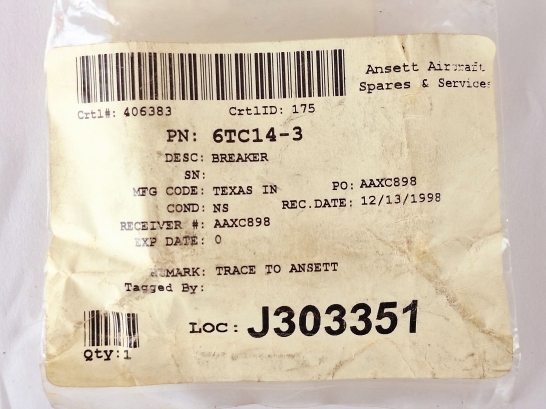 Ansett Aircraft
Spares & Services
Crtl#: 406383 CrtlID: 175
PN: 6TC14-3
DESC: BREAKER
SN:
MFG CODE: TEXAS IN PO: AAXC898
COND: NS REC.DATE: 12/13/1998
RECEIVER #: AAXC898
EXP DATE: 0
REMARK: TRACE TO ANSETT
Tagged By:
LOC: J303351
Qty:1